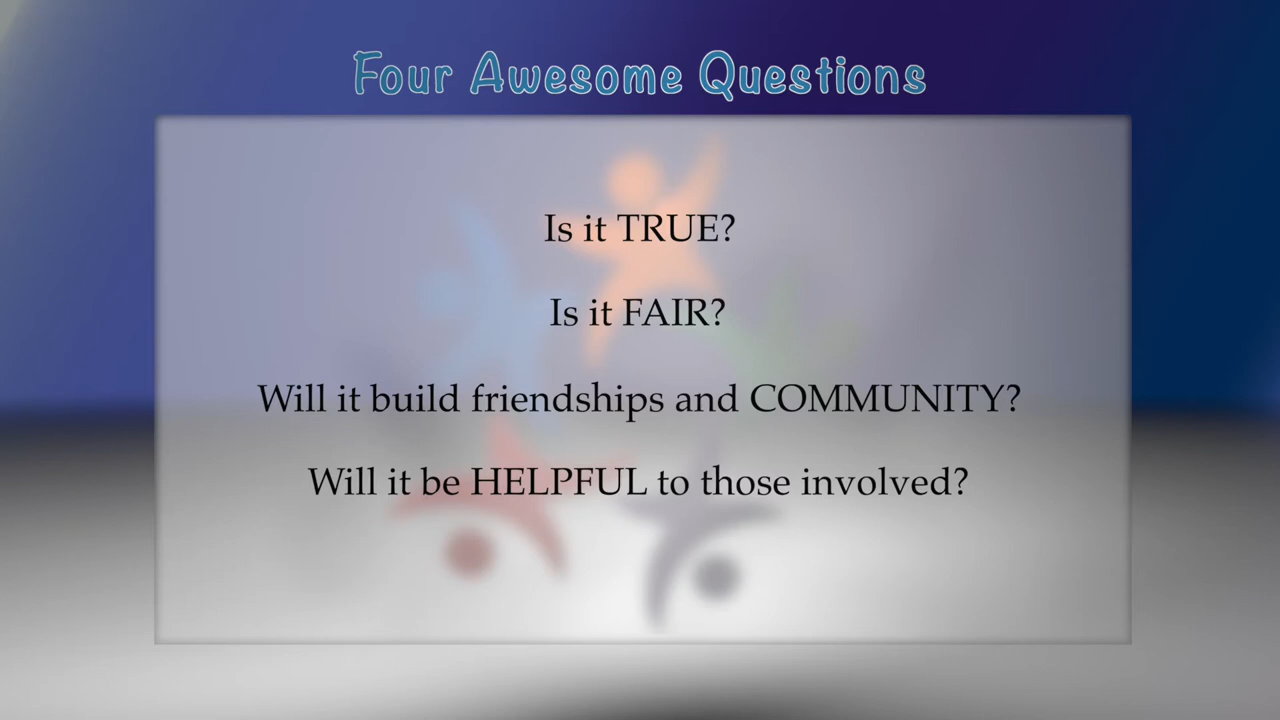 Four Awesome Questions
Is it TRUE?
Is it FAIR?
Will it build friendships and COMMUNITY?
Will it be HELPFUL to those involved?